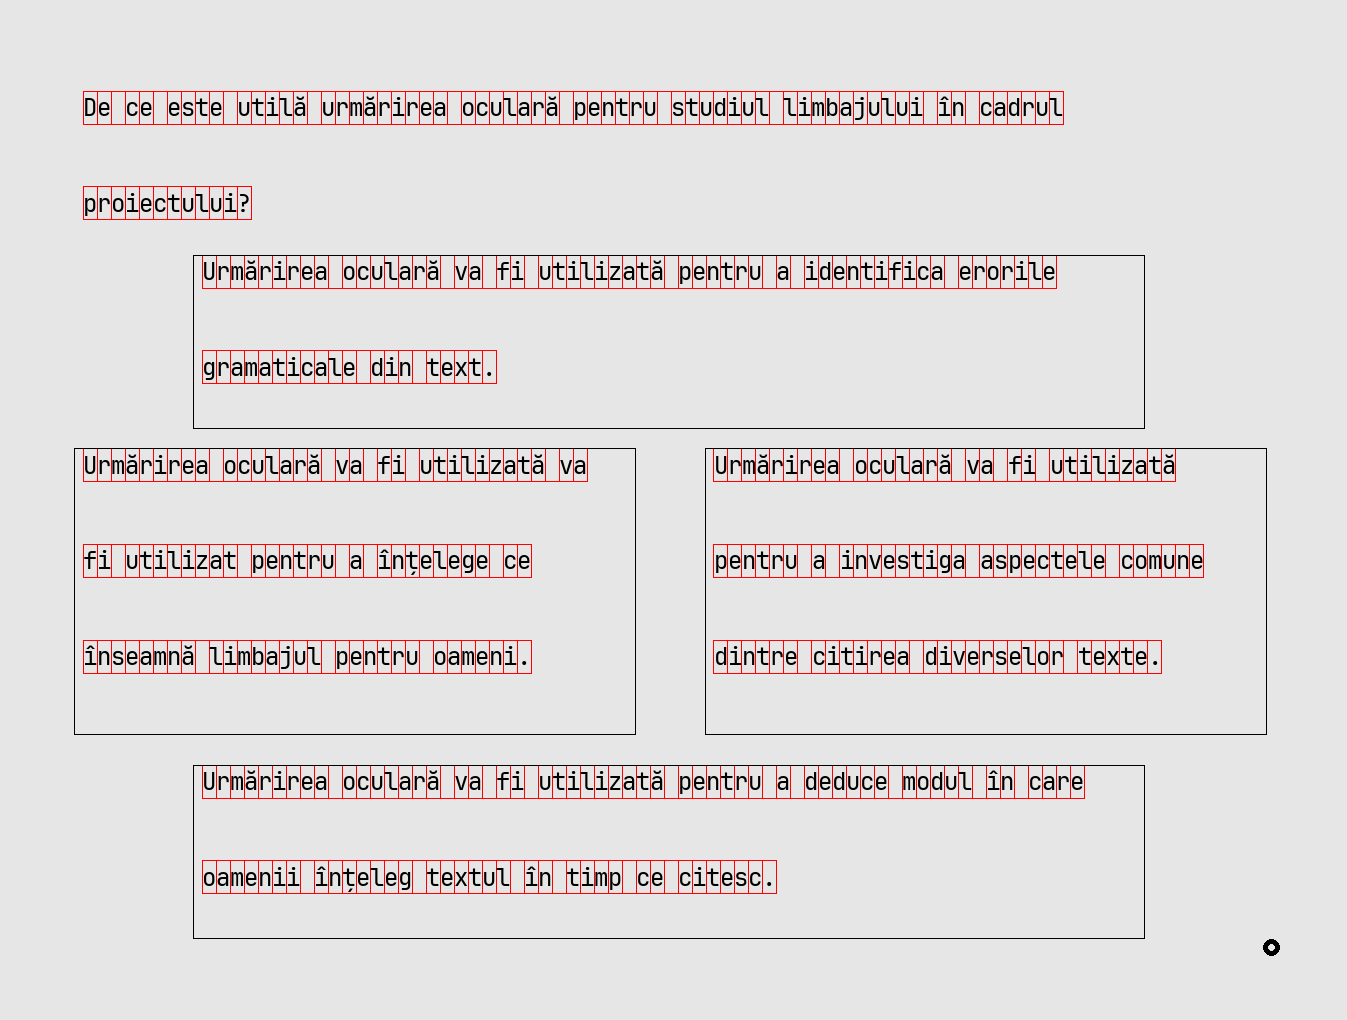 De ce este utilă urmărirea oculară pentru studiul limbajului în cadrul
proiectului?
Urmărirea oculară va fi utilizată pentru a identifica erorile
gramaticale din text.
Urmărirea oculară va fi utilizată va
fi utilizat pentru a înțelege ce
înseamnă limbajul pentru oameni.
Urmărirea oculară va fi utilizată
pentru a investiga aspectele comune
dintre citirea diverselor texte.
Urmărirea oculară va fi utilizată pentru a deduce modul în care
oamenii înțeleg textul în timp ce citesc.